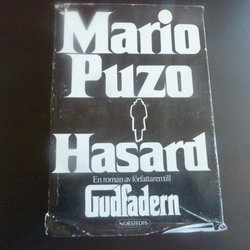 Mario
Puzo
Hasard
En roman av författaren till
Gudfadern
NORSTEDTS